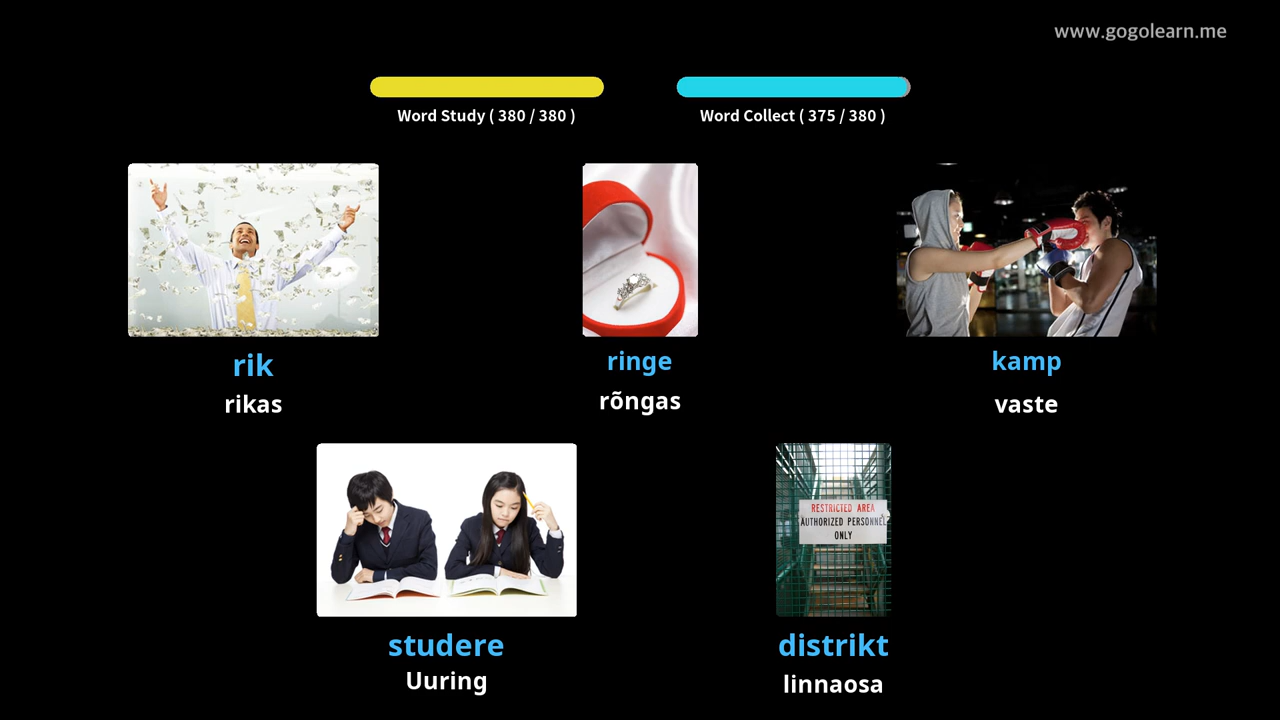 www.gogolearn.me
Word Study ( 380 / 380 )
Word Collect ( 375 / 380 )
rik
rikas
ringe
rõngas
kamp
vaste
RESTRICTED AREA
AUTHORIZED PERSONNEL
ONLY
studere
Uuring
distrikt
linnaosa